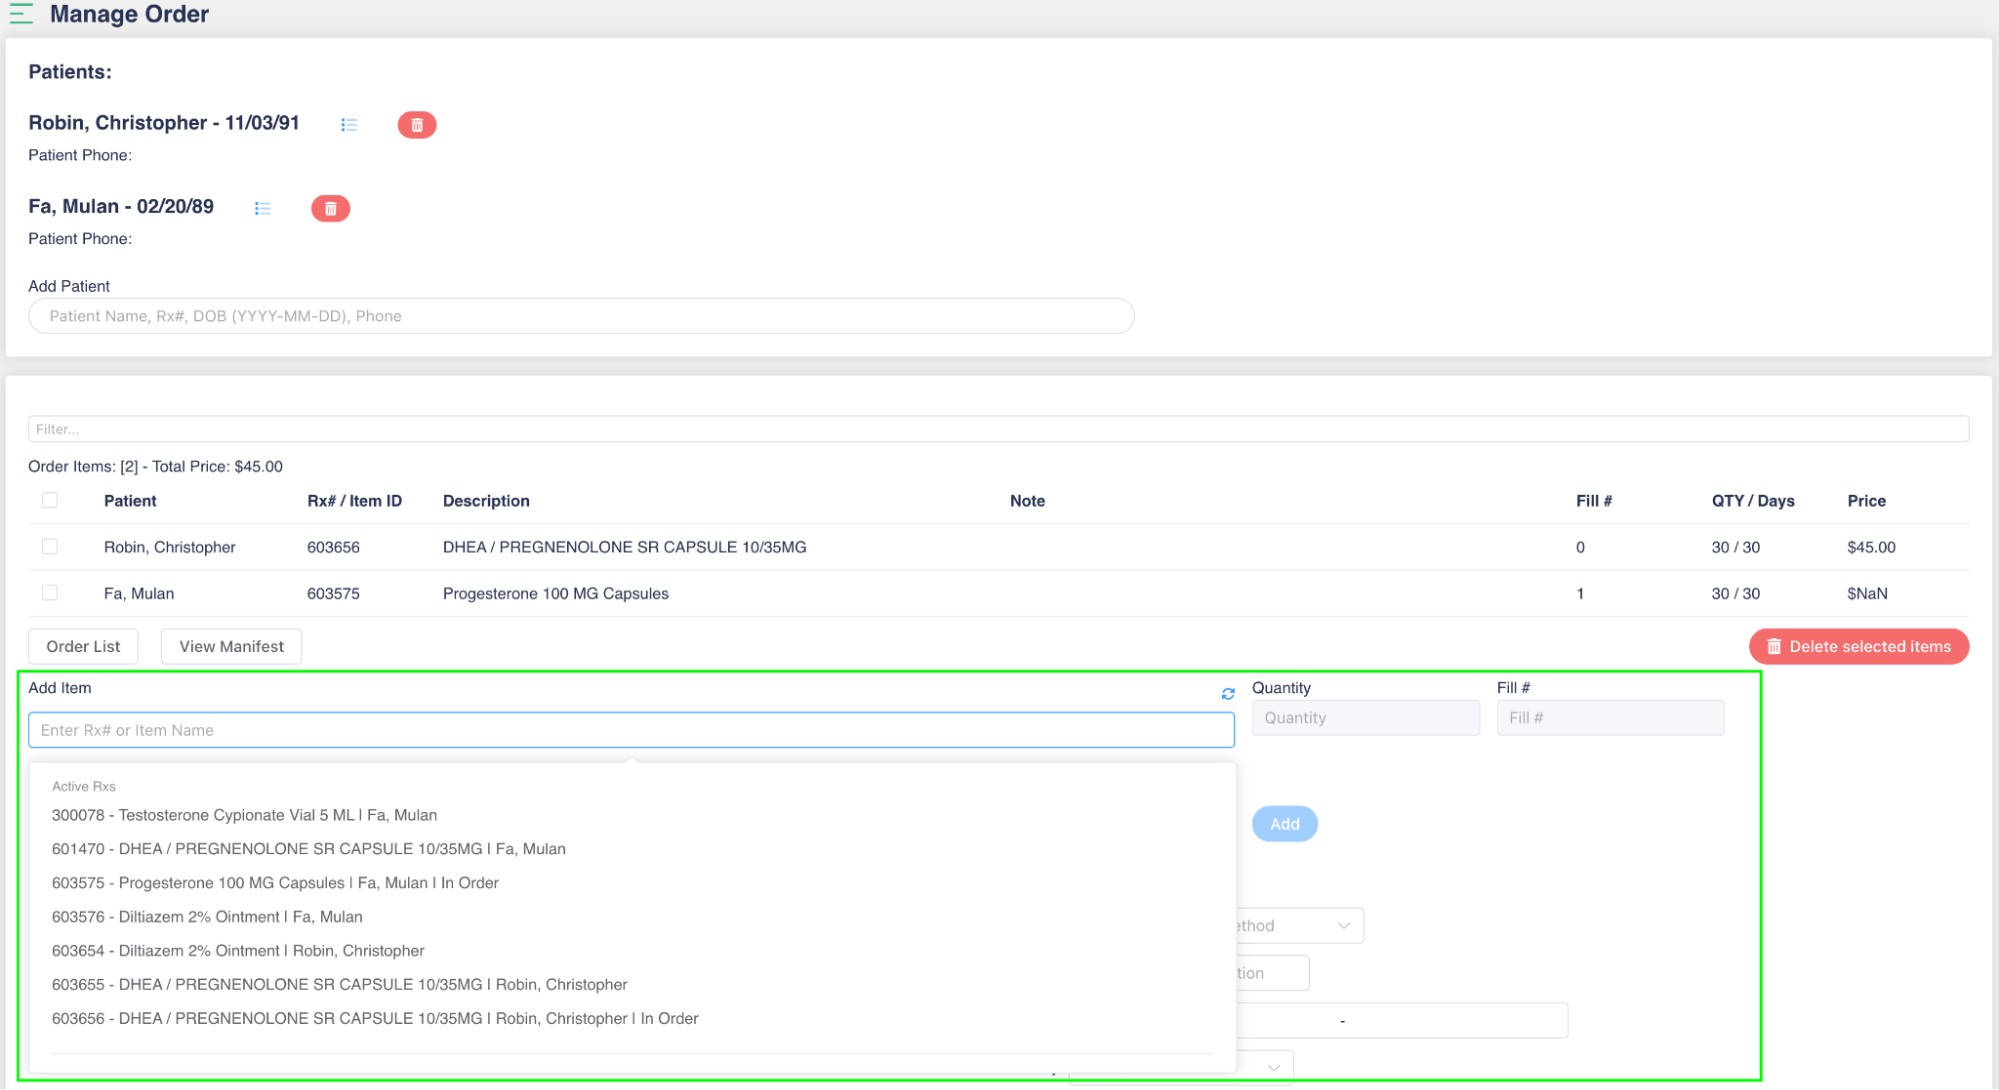 Manage Order
Patients:
Robin, Christopher - 11/03/91
Patient Phone:
Fa, Mulan - 02/20/89
Patient Phone:
Add Patient
Patient Name, Rx#, DOB (YYYY-MM-DD), Phone
Filter...
Order Items: [2] - Total Price: $45.00
Patient Rx# / Item ID Description Note Fill # QTY / Days Price
Robin, Christopher 603656 DHEA / PREGNENOLONE SR CAPSULE 10/35MG 0 30 / 30 $45.00
Fa, Mulan 603575 Progesterone 100 MG Capsules 1 30 / 30 $NaN
Order List View Manifest Delete selected items
Add Item Quantity Fill #
Enter Rx# or Item Name Quantity Fill #
Active Rxs
300078 - Testosterone Cypionate Vial 5 ML | Fa, Mulan
Add
601470 - DHEA / PREGNENOLONE SR CAPSULE 10/35MG | Fa, Mulan
603575 - Progesterone 100 MG Capsules | Fa, Mulan | In Order
603576 - Diltiazem 2% Ointment | Fa, Mulan
ethod
603654 - Diltiazem 2% Ointment | Robin, Christopher
tion
603655 - DHEA / PREGNENOLONE SR CAPSULE 10/35MG | Robin, Christopher
603656 - DHEA / PREGNENOLONE SR CAPSULE 10/35MG | Robin, Christopher | In Order
-